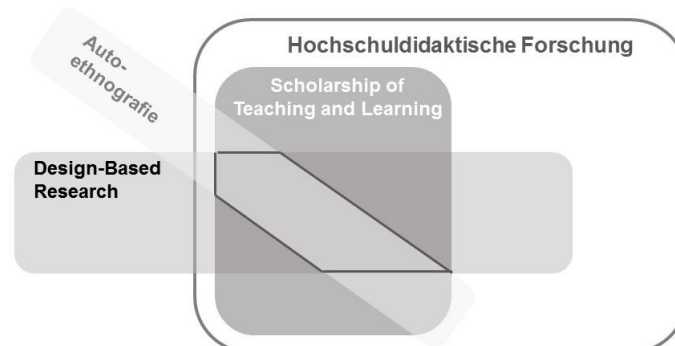 Hochschuldidaktische Forschung
Auto-
ethnografie
Scholarship of
Teaching and Learning
Design-Based
Research